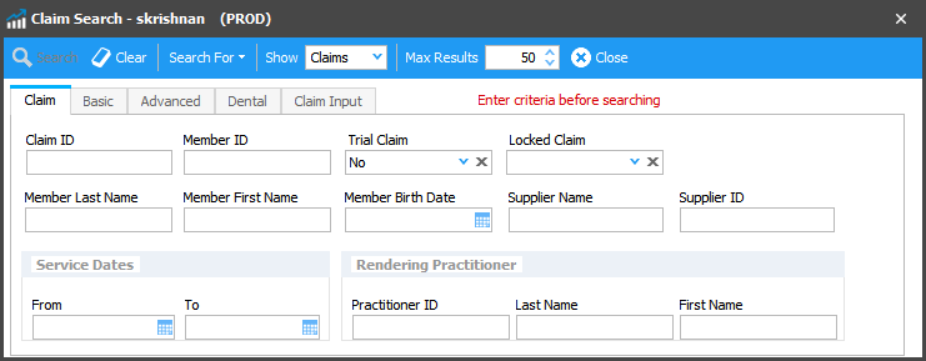 Claim Search - skrishnan (PROD)
Search Clear Search For Show Claims Max Results 50 Close
Claim Basic Advanced Dental Claim Input Enter criteria before searching
Claim ID Member ID Trial Claim Locked Claim
No
Member Last Name Member First Name Member Birth Date Supplier Name Supplier ID
Service Dates Rendering Practitioner
From To Practitioner ID Last Name First Name